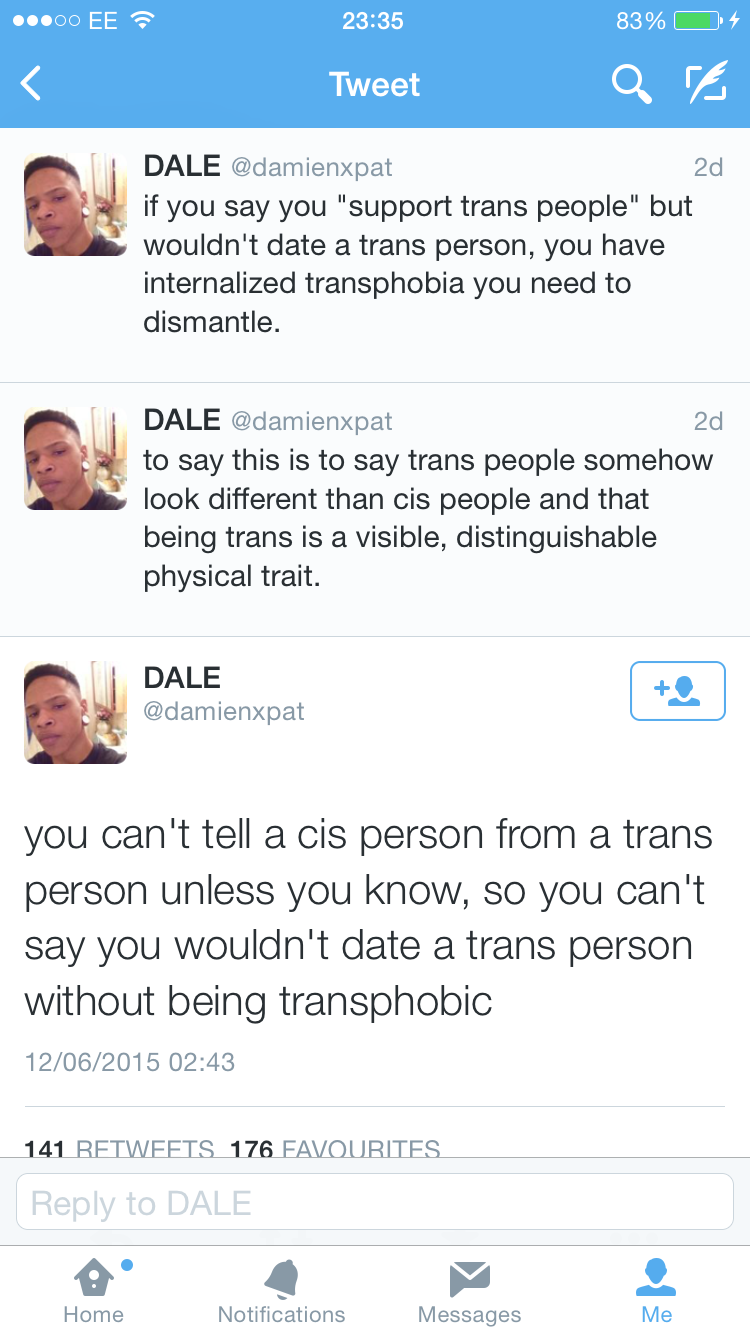 EE 23:35 83%
Tweet
DALE @damienxpat 2d
if you say you "support trans people" but
wouldn't date a trans person, you have
internalized transphobia you need to
dismantle.
DALE @damienxpat 2d
to say this is to say trans people somehow
look different than cis people and that
being trans is a visible, distinguishable
physical trait.
DALE
@damienxpat
you can't tell a cis person from a trans
person unless you know, so you can't
say you wouldn't date a trans person
without being transphobic
12/06/2015 02:43
141 RETWEETS 176 FAVOURITES
Reply to DALE
Home Notifications Messages Me